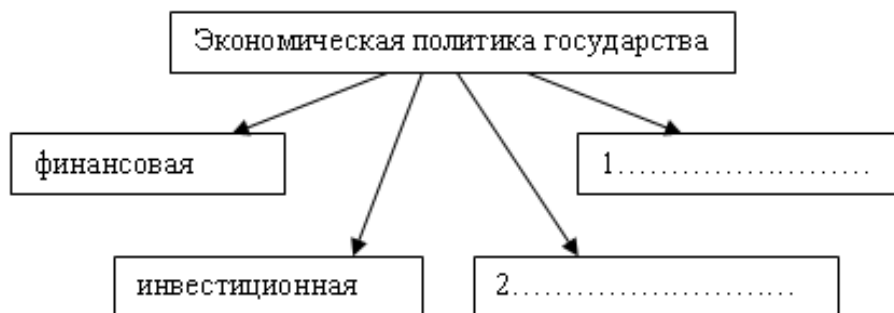 Экономическая политика государства
финансовая
1........................
инвестиционная
2............................